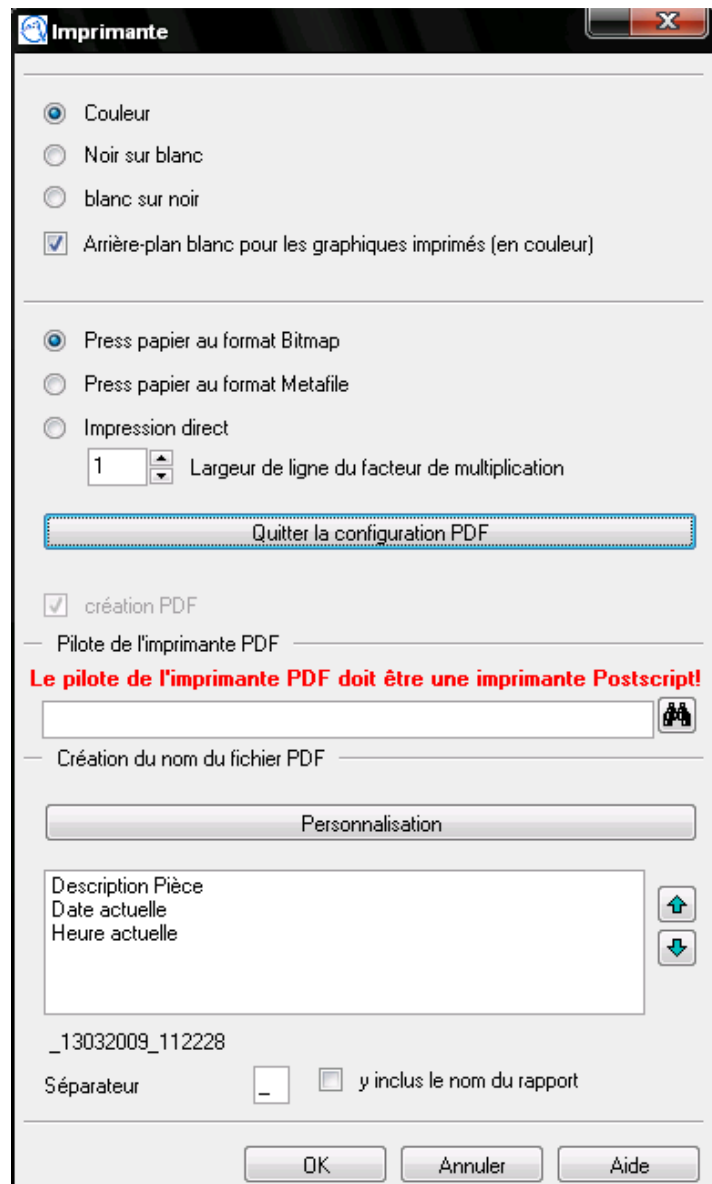 Imprimante
Couleur
Noir sur blanc
blanc sur noir
Arrière-plan blanc pour les graphiques imprimés (en couleur)
Press papier au format Bitmap
Press papier au format Metafile
Impression direct
1 Largeur de ligne du facteur de multiplication
Quitter la configuration PDF
création PDF
Pilote de l'imprimante PDF
Le pilote de l'imprimante PDF doit être une imprimante Postscript!
Création du nom du fichier PDF
Personnalisation
Description Pièce
Date actuelle
Heure actuelle
_13032009_112228
Séparateur _ y inclus le nom du rapport
OK Annuler Aide